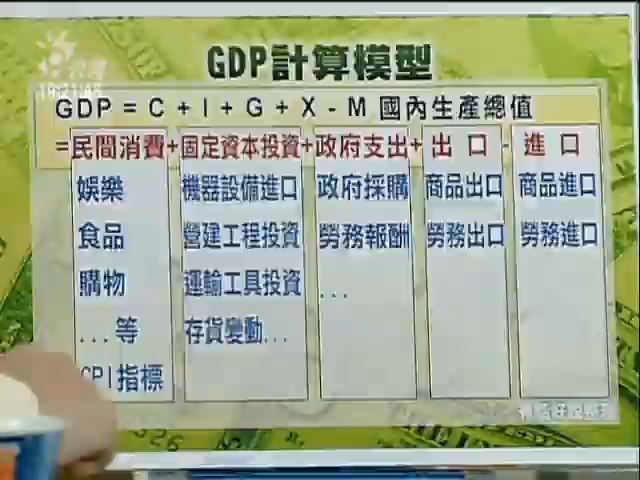 GDP計算模型
GDP = C + I + G + X - M 國內生產總值
=民間消費+固定資本投資+政府支出+出口-進口
娛樂 機器設備進口 政府採購 商品出口 商品進口
食品 營建工程投資 勞務報酬 勞務出口 勞務進口
購物 運輸工具投資 ...
...等 存貨變動...
CPI指標
326